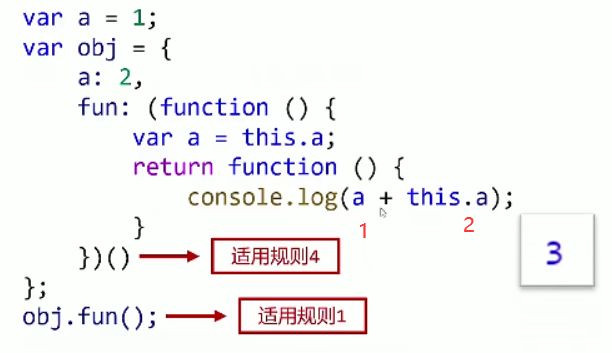 var a = 1;
var obj = {
    a: 2,
    fun: (function () {
        var a = this.a;
        return function () {
            console.log(a + this.a);
1 2
        }
    })() 适用规则4
3
};
obj.fun(); 适用规则1